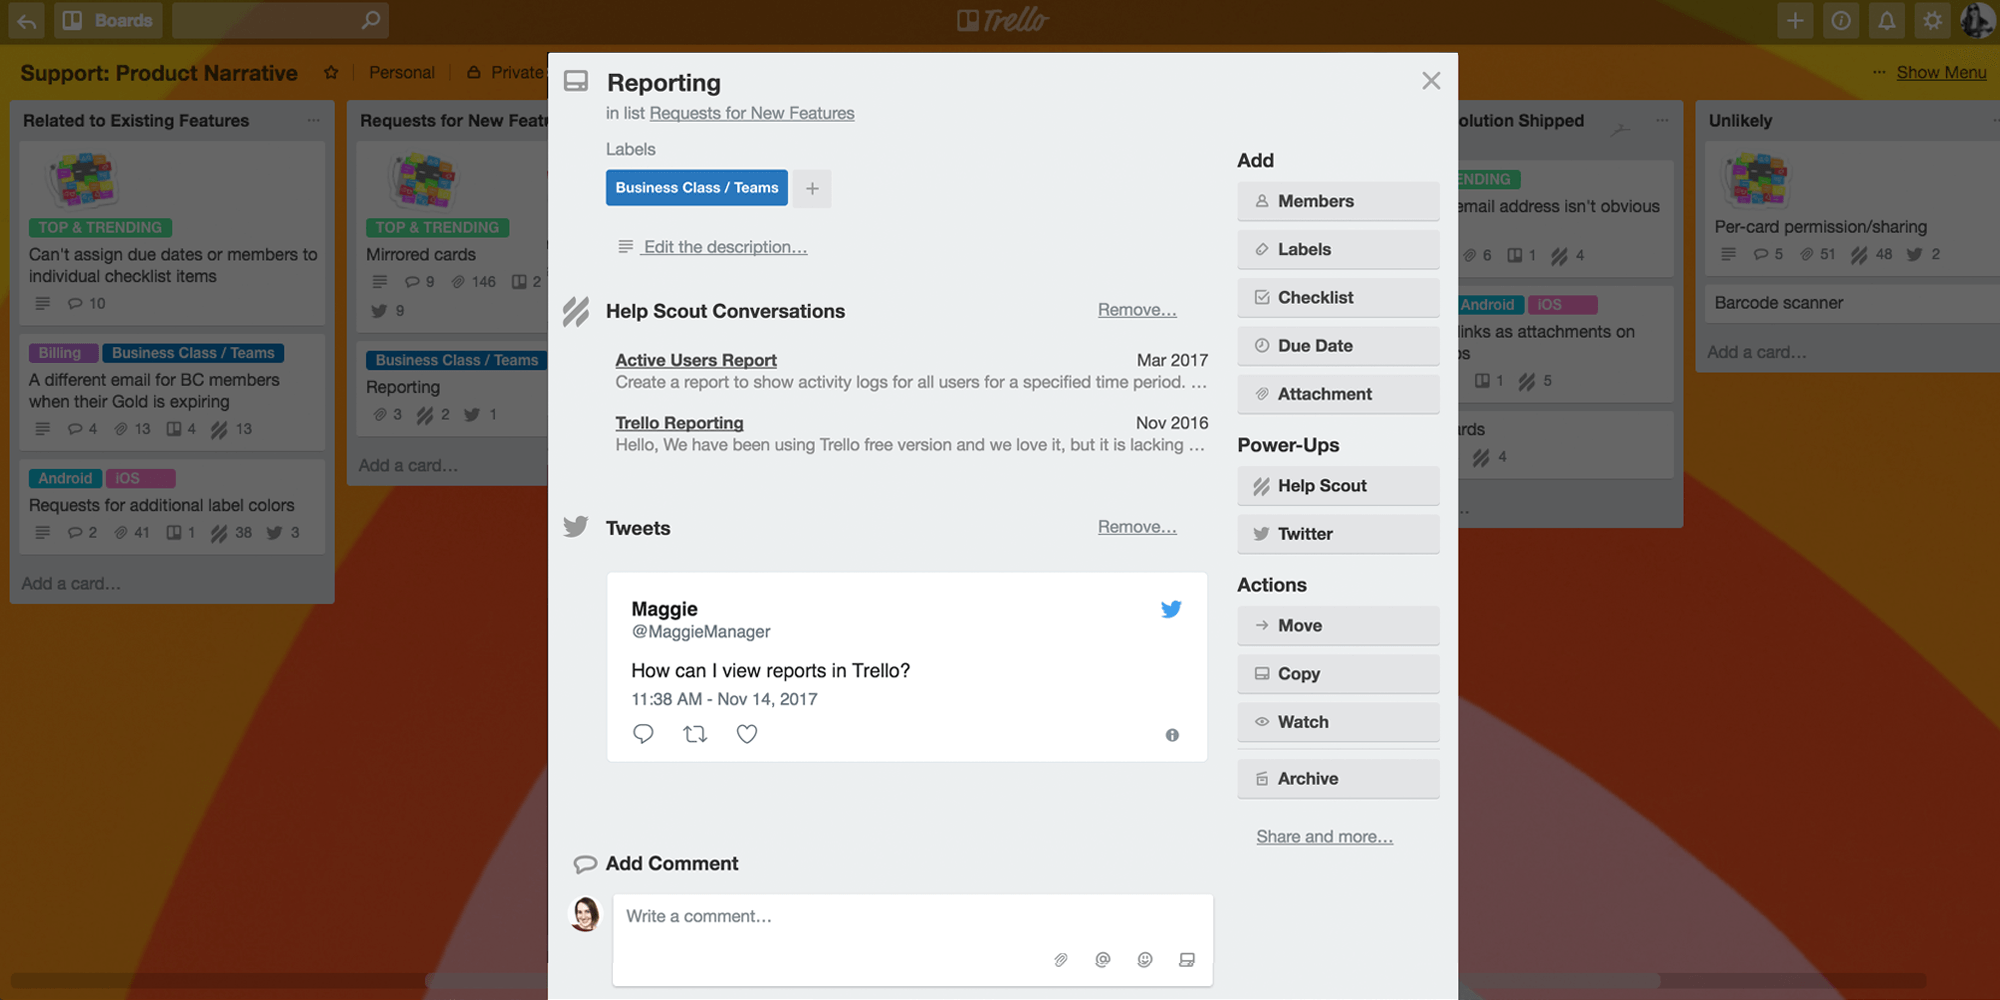 Boards
Trello
Support: Product Narrative
Personal
Private
... Show Menu
Related to Existing Features ...
TOP & TRENDING
Can't assign due dates or members to
individual checklist items
10
Billing
Business Class / Teams
A different email for BC members
when their Gold is expiring
4 13 4 13
Android iOS
Requests for additional label colors
2 41 1 38 3
Add a card...
Requests for New Feat
TOP & TRENDING
Mirrored cards
9 146 2
9
Business Class / Teams
Reporting
3 2 1
Add a card...
Reporting
in list Requests for New Features
Labels
Business Class / Teams +
Edit the description...
Help Scout Conversations Remove...
Active Users Report Mar 2017
Create a report to show activity logs for all users for a specified time period. ...
Trello Reporting Nov 2016
Hello, We have been using Trello free version and we love it, but it is lacking ...
Tweets Remove...
Maggie
@MaggieManager
How can I view reports in Trello?
11:38 AM - Nov 14, 2017
Add Comment
Write a comment...
Add
Members
Labels
Checklist
Due Date
Attachment
Power-Ups
Help Scout
Twitter
Actions
Move
Copy
Watch
Archive
Share and more...
olution Shipped ...
ENDING
email address isn't obvious
6 1 4
Android iOS
links as attachments on
os
1 5
rds
4
...
Unlikely
Per-card permission/sharing
5 51 48 2
Barcode scanner
Add a card...